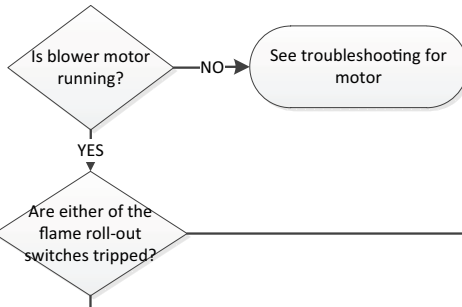 Is blower motor
running?
NO
See troubleshooting for
motor
YES
Are either of the
flame roll-out
switches tripped?